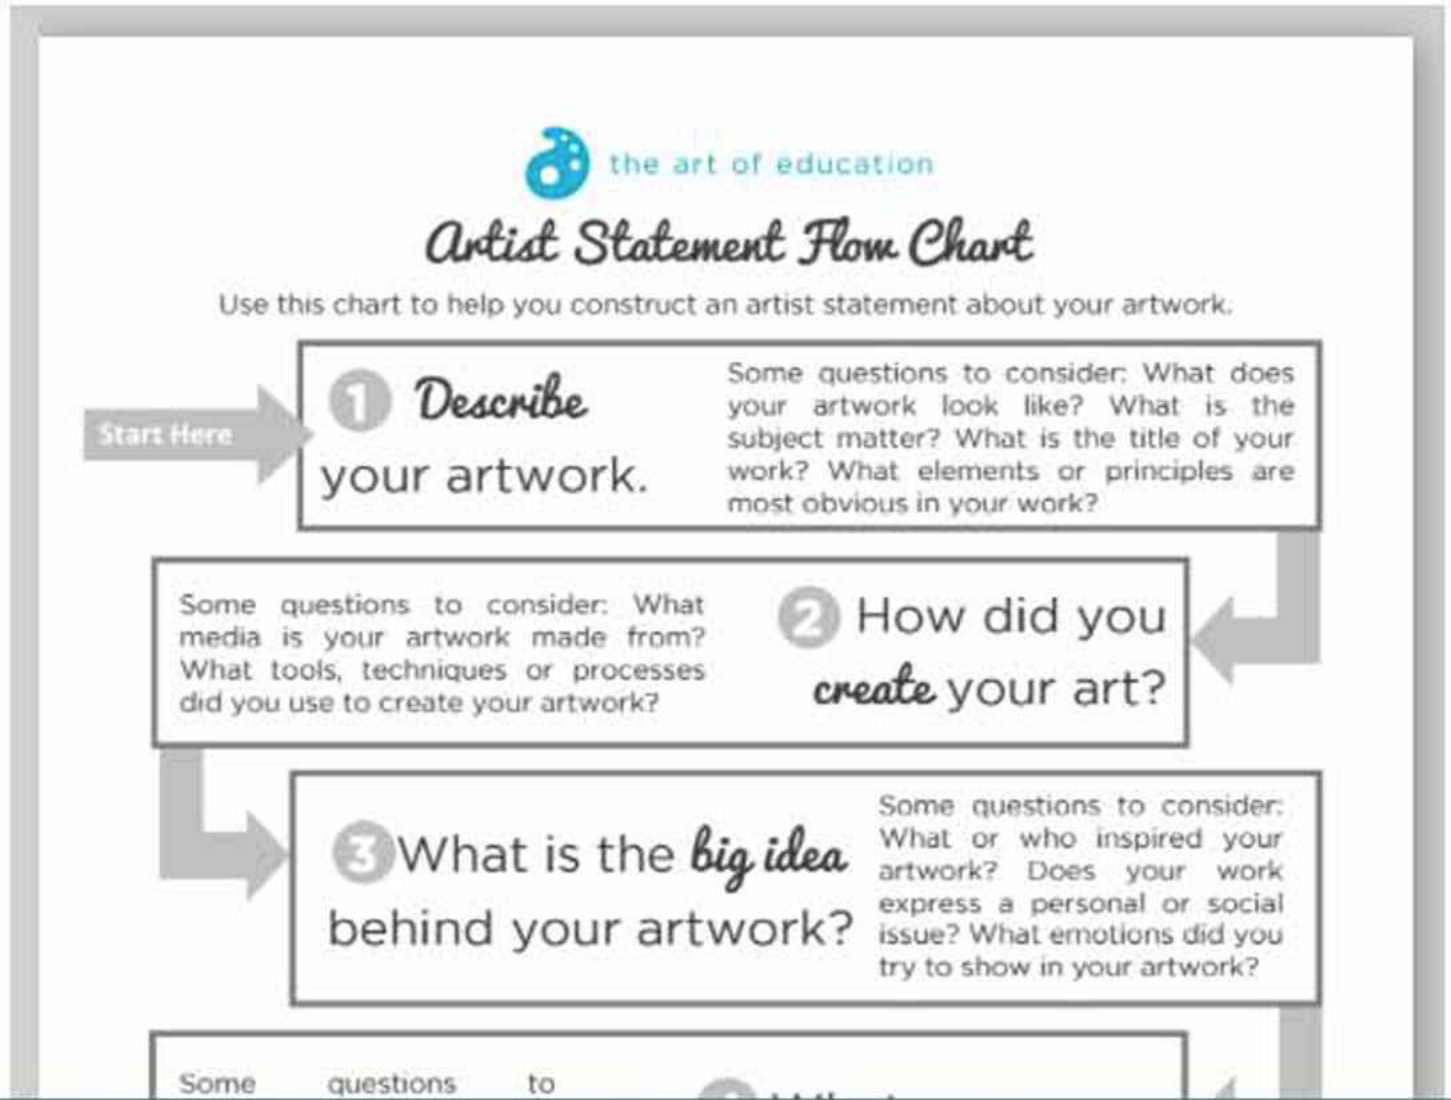 the art of education
Artist Statement Flow Chart
Use this chart to help you construct an artist statement about your artwork.
Start Here
1 Describe
your artwork.
Some questions to consider: What does
your artwork look like? What is the
subject matter? What is the title of your
work? What elements or principles are
most obvious in your work?
2 How did you
create your art?
Some questions to consider: What
media is your artwork made from?
What tools, techniques or processes
did you use to create your artwork?
3 What is the big idea
behind your artwork?
Some questions to consider:
What or who inspired your
artwork? Does your work
express a personal or social
issue? What emotions did you
try to show in your artwork?
Some questions to